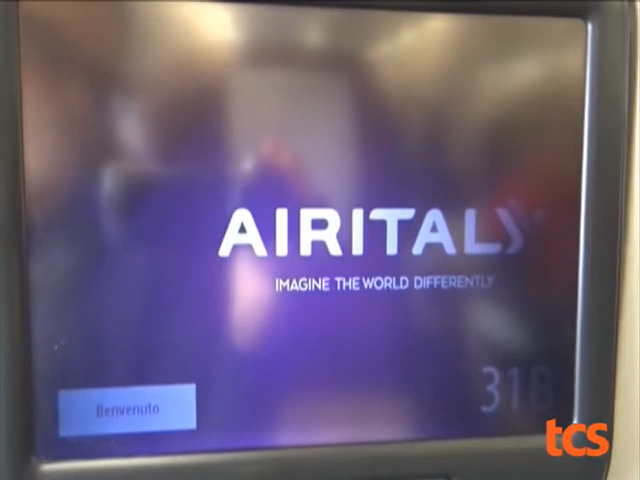 AIRITALY
IMAGINE THE WORLD DIFFERENTLY
31B
Benvenuto
tcs